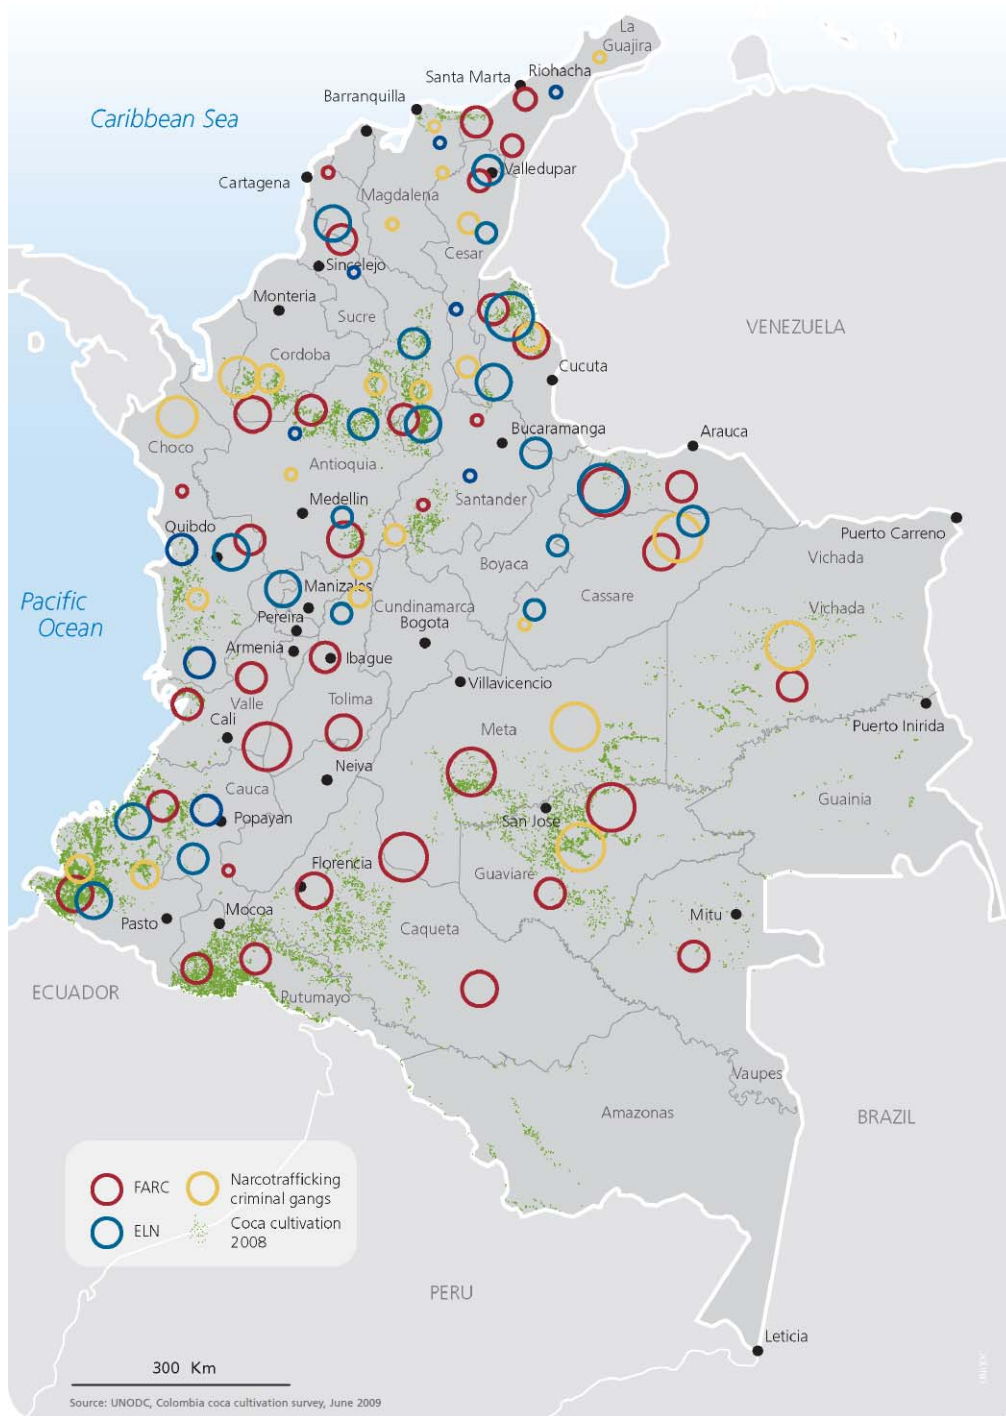 La
Guajira
Riohacha
Santa Marta
Barranquilla
Caribbean Sea
Cartagena
Valledupar
Magdalena
Cesar
Sincelejo
Monteria
Sucre
VENEZUELA
Cordoba
Cucuta
Choco
Bucaramanga
Arauca
Antioquia
Medellin
Santander
Quibdo
Puerto Carreno
Boyaca
Vichada
Manizales
Cassare
Pacific
Ocean
Cundinamarca
Vichada
Pereira
Bogota
Armenia
Ibague
Villavicencio
Valle
Tolima
Cali
Puerto Inirida
Meta
Neiva
Cauca
Guainia
Popayan
San Jose
Florencia
Guaviare
Pasto
Mocoa
Caqueta
Mitu
ECUADOR
Putumayo
Vaupes
Amazonas
BRAZIL
FARC
Narcotrafficking
criminal gangs
ELN
Coca cultivation
2008
PERU
Leticia
300 Km
Source: UNODC, Colombia coca cultivation survey, June 2009
UNODC